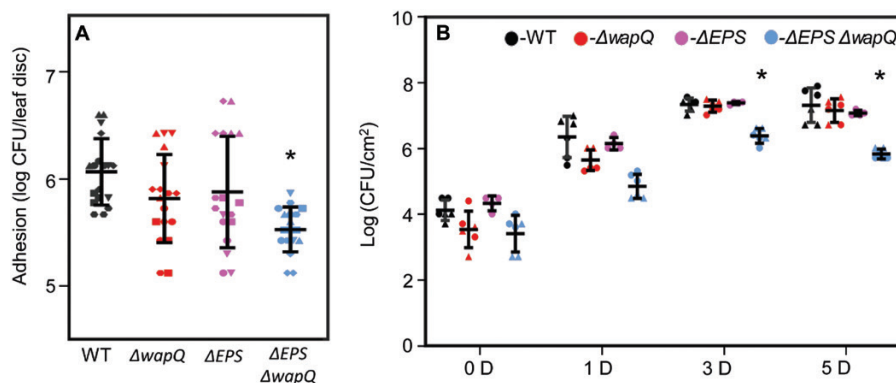 A
Adhesion (log CFU/leaf disc)
7
6
5
*
WT
ΔwapQ
ΔEPS
ΔEPS
ΔwapQ
B
-WT
-ΔwapQ
-ΔEPS
-ΔEPS ΔwapQ
Log (CFU/cm²)
10
8
6
4
2
0
*
*
0 D
1 D
3 D
5 D